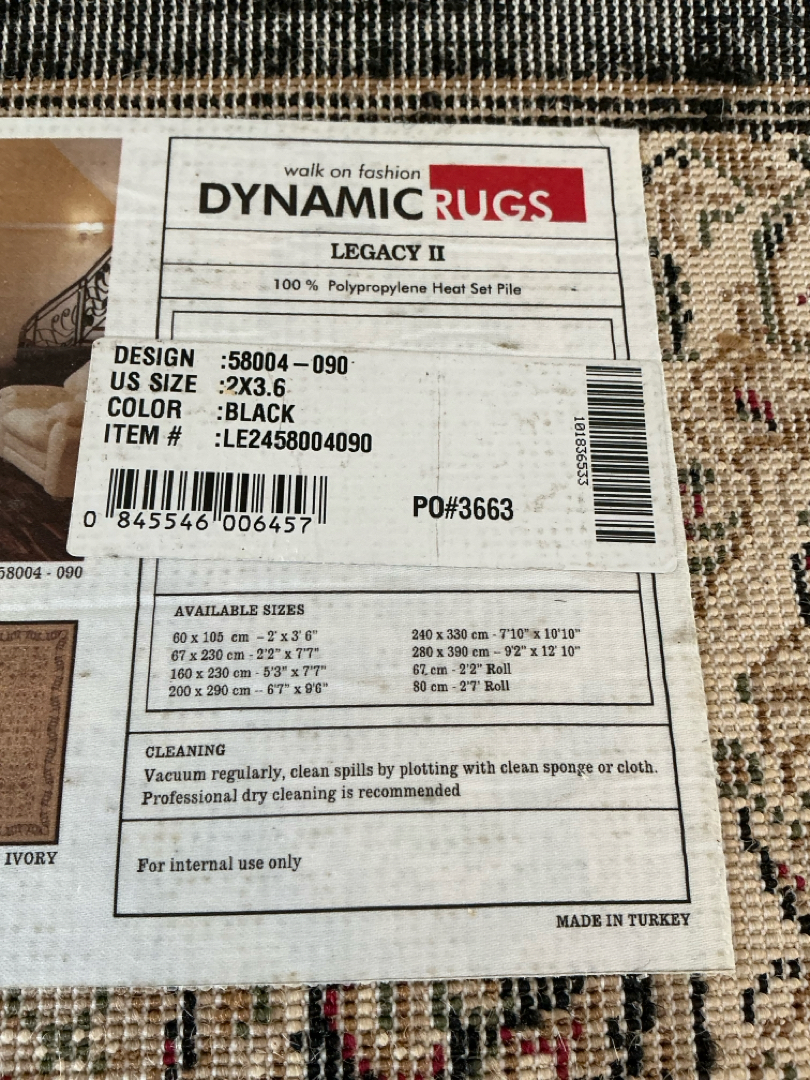 walk on fashion
DYNAMIC RUGS
LEGACY II
100 % Polypropylene Heat Set Pile
DESIGN :58004-090
US SIZE :2X3.6
COLOR :BLACK
ITEM # :LE2458004090
101836533
0 845546 006457
PO#3663
58004 - 090
AVAILABLE SIZES
60 x 105 cm - 2' x 3' 6"
67 x 230 cm - 2'2" x 7'7"
160 x 230 cm - 5'3" x 7'7"
200 x 290 cm - 6'7" x 9'6"
240 x 330 cm - 7'10" x 10'10"
280 x 390 cm - 9'2" x 12' 10"
67 cm - 2'2" Roll
80 cm - 2'7' Roll
CLEANING
Vacuum regularly, clean spills by plotting with clean sponge or cloth.
Professional dry cleaning is recommended
IVORY
For internal use only
MADE IN TURKEY